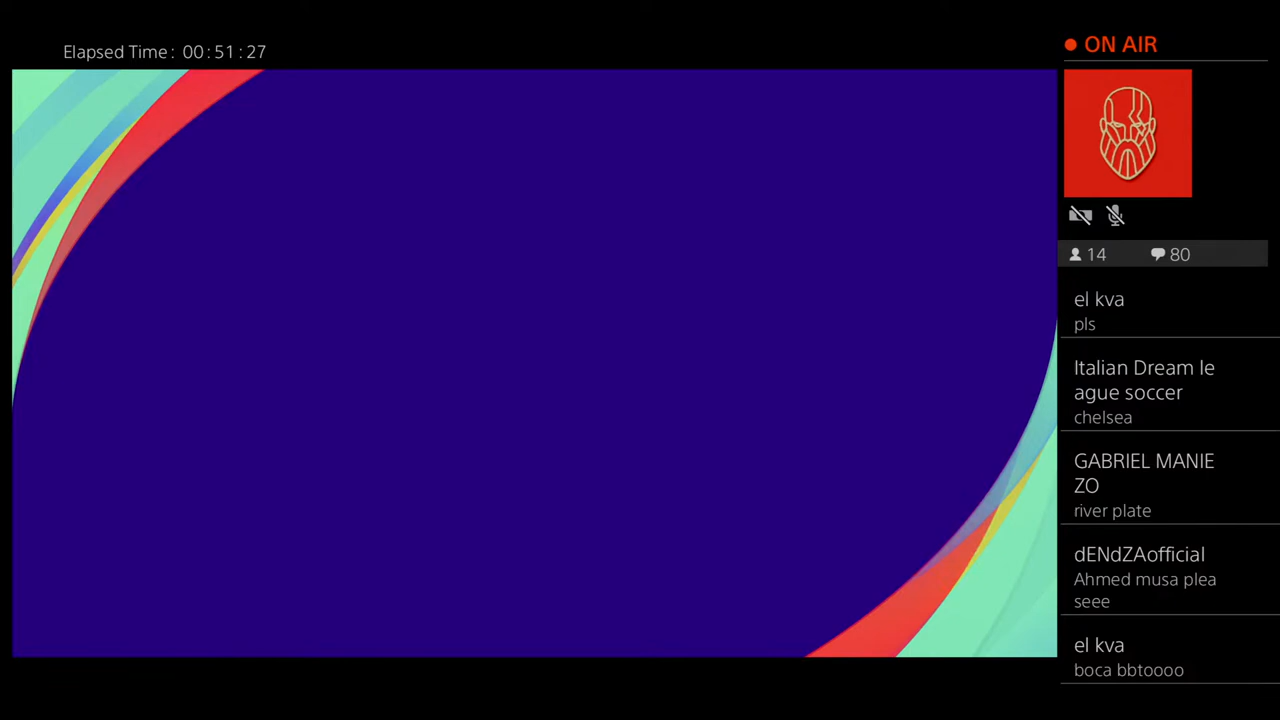 Elapsed Time: 00:51:27
ON AIR
14 80
el kva
pls
Italian Dream le
ague soccer
chelsea
GABRIEL MANIE
ZO
river plate
dENdZAofficial
Ahmed musa plea
seee
el kva
boca bbtoooo